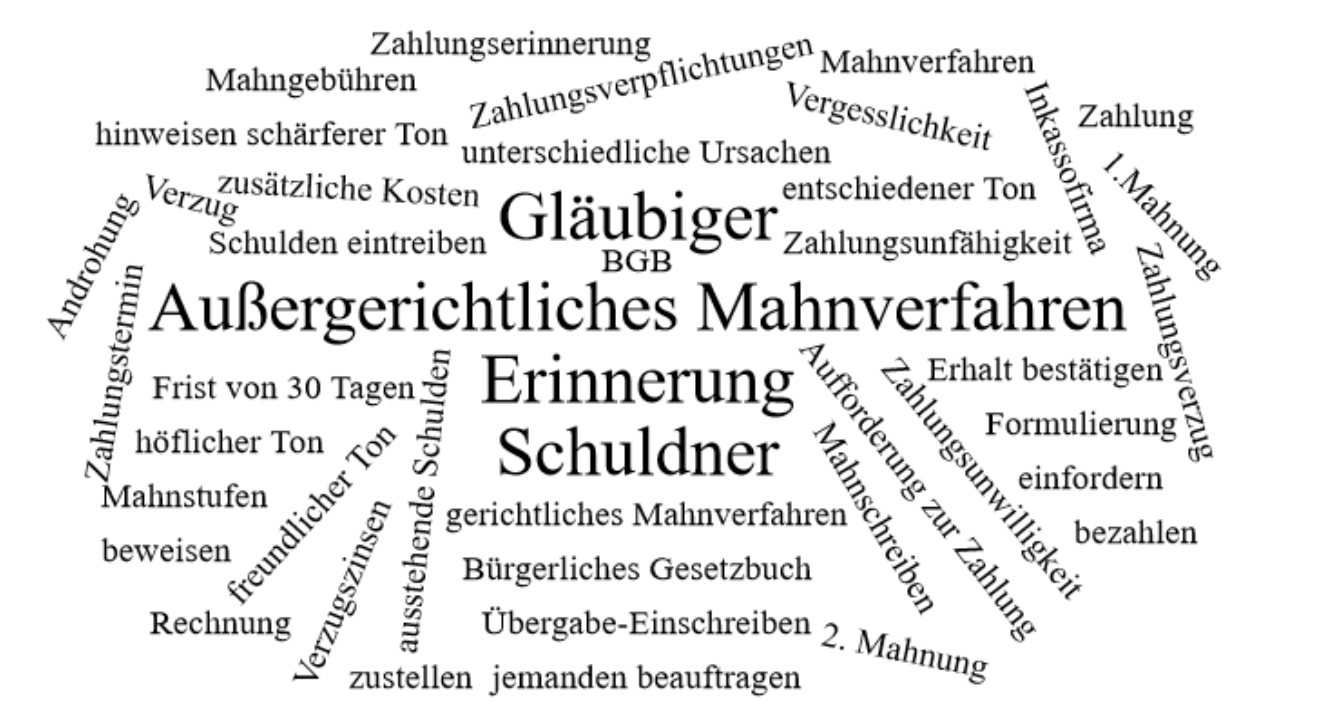 Zahlungserinnerung
Mahngebühren
Zahlungsverpflichtungen
Mahnverfahren
Vergesslichkeit
Inkassofirma
Zahlung
hinweisen schärferer Ton
unterschiedliche Ursachen
1.Mahnung
Verzug
zusätzliche Kosten
Gläubiger
entschiedener Ton
Androhung
Schulden eintreiben
BGB
Zahlungsunfähigkeit
Zahlungsverzug
Zahlungstermin
Außergerichtliches Mahnverfahren
Frist von 30 Tagen
ausstehende Schulden
Erinnerung
Aufforderung zur Zahlung
Zahlungsunwilligkeit
Erhalt bestätigen
höflicher Ton
freundlicher Ton
Schuldner
Mahnschreiben
Formulierung
Mahnstufen
Verzugszinsen
gerichtliches Mahnverfahren
einfordern
beweisen
Bürgerliches Gesetzbuch
bezahlen
Rechnung
Übergabe-Einschreiben
2. Mahnung
zustellen jemanden beauftragen